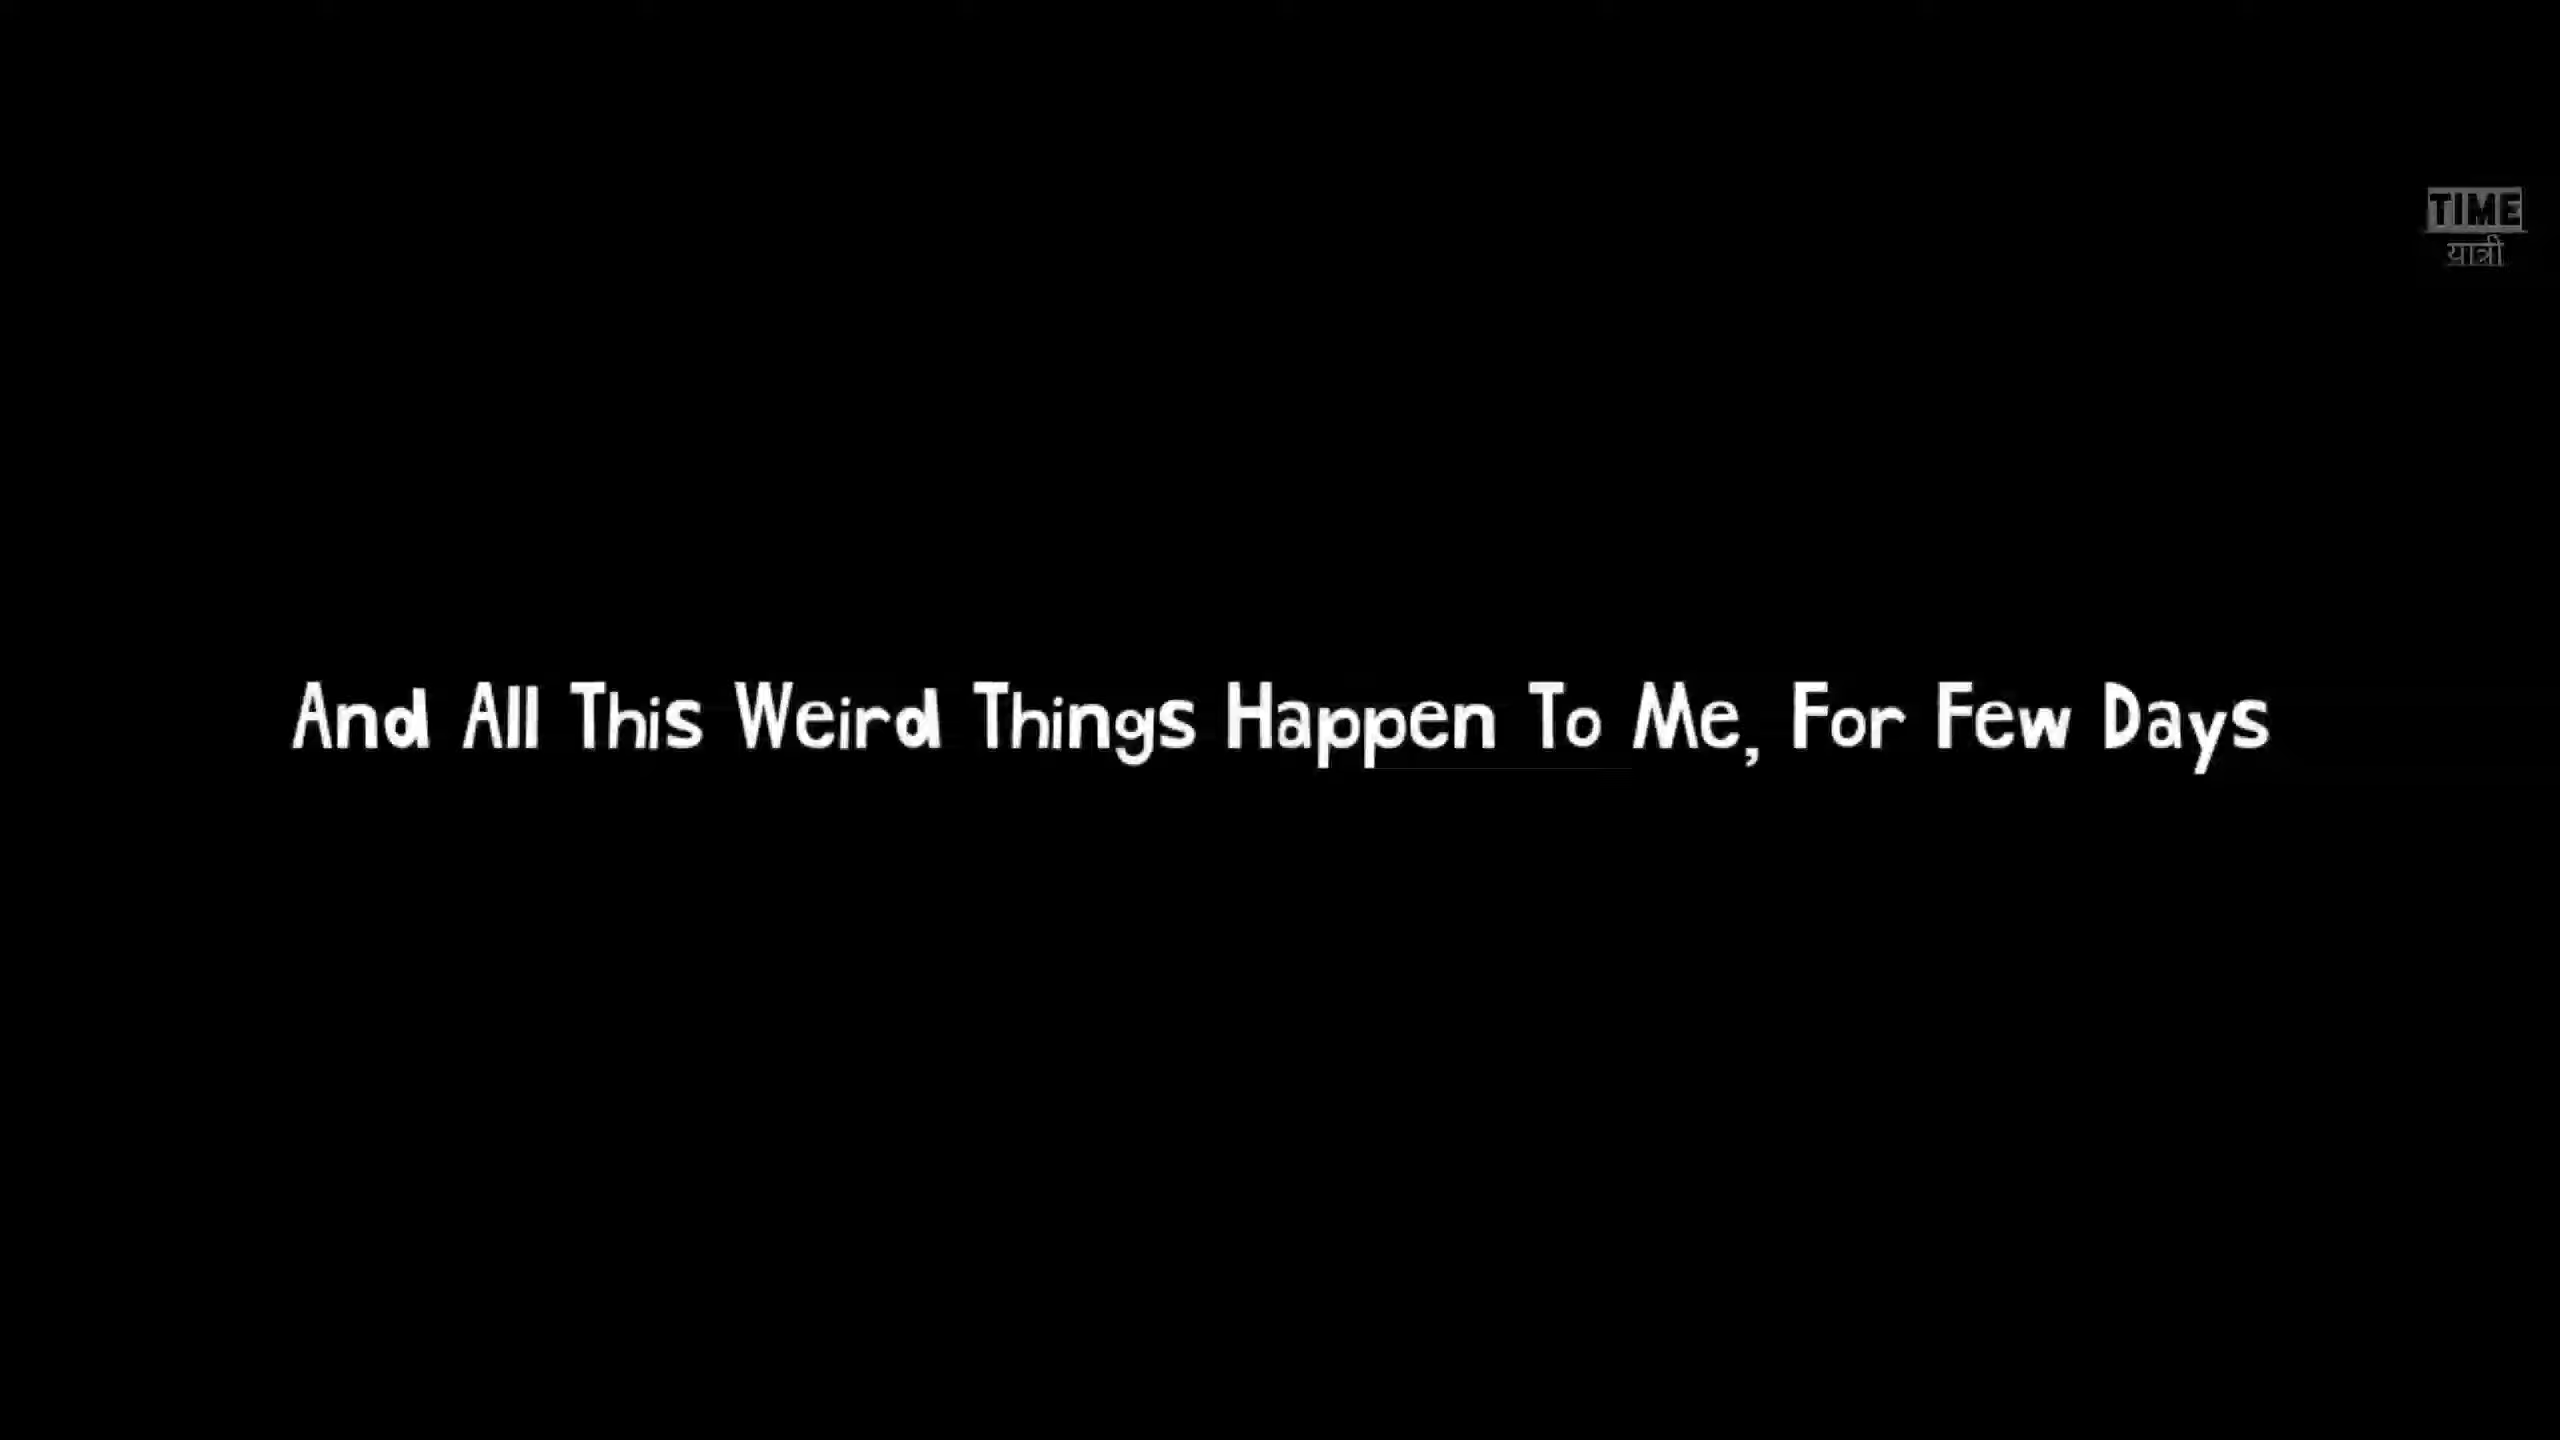 TIME
यात्री
And All This Weird Things Happen To Me, For Few Days